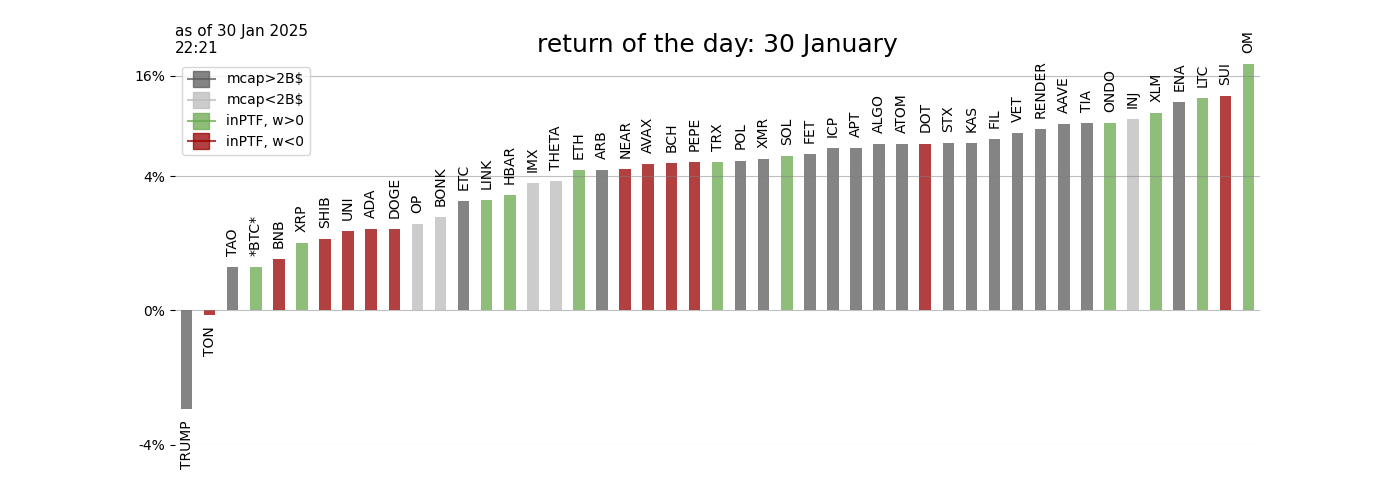 as of 30 Jan 2025
22:21
return of the day: 30 January
mcap>2B$
mcap<2B$
inPTF, w>0
inPTF, w<0
16%
4%
0%
-4%
TRUMP
TON
TAO
*BTC*
BNB
XRP
SHIB
UNI
ADA
DOGE
OP
BONK
ETC
LINK
HBAR
IMX
THETA
ETH
ARB
NEAR
AVAX
BCH
PEPE
TRX
POL
XMR
SOL
FET
ICP
APT
ALGO
ATOM
DOT
STX
KAS
FIL
VET
RENDER
AAVE
TIA
ONDO
INJ
XLM
ENA
LTC
SUI
OM